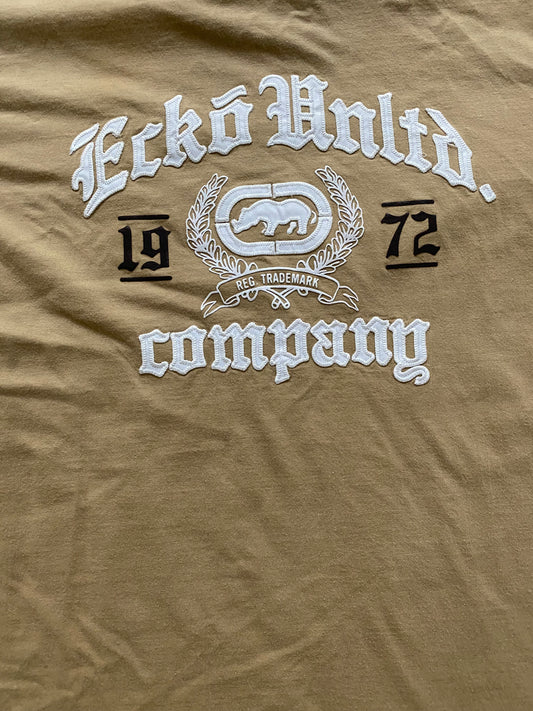 Eckō Unltd.
19 72
REG. TRADEMARK
company